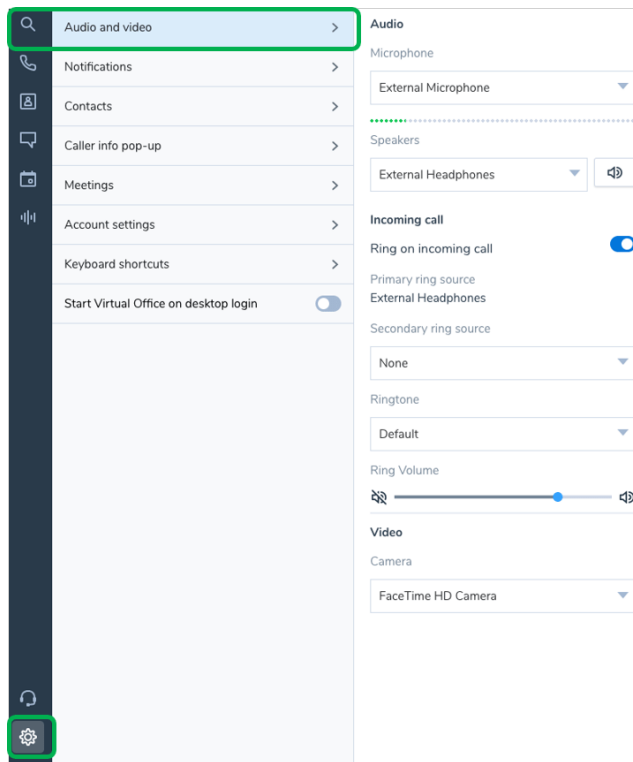 Audio and video
Notifications
Contacts
Caller info pop-up
Meetings
Account settings
Keyboard shortcuts
Start Virtual Office on desktop login
Audio
Microphone
External Microphone
Speakers
External Headphones
Incoming call
Ring on incoming call
Primary ring source
External Headphones
Secondary ring source
None
Ringtone
Default
Ring Volume
Video
Camera
FaceTime HD Camera